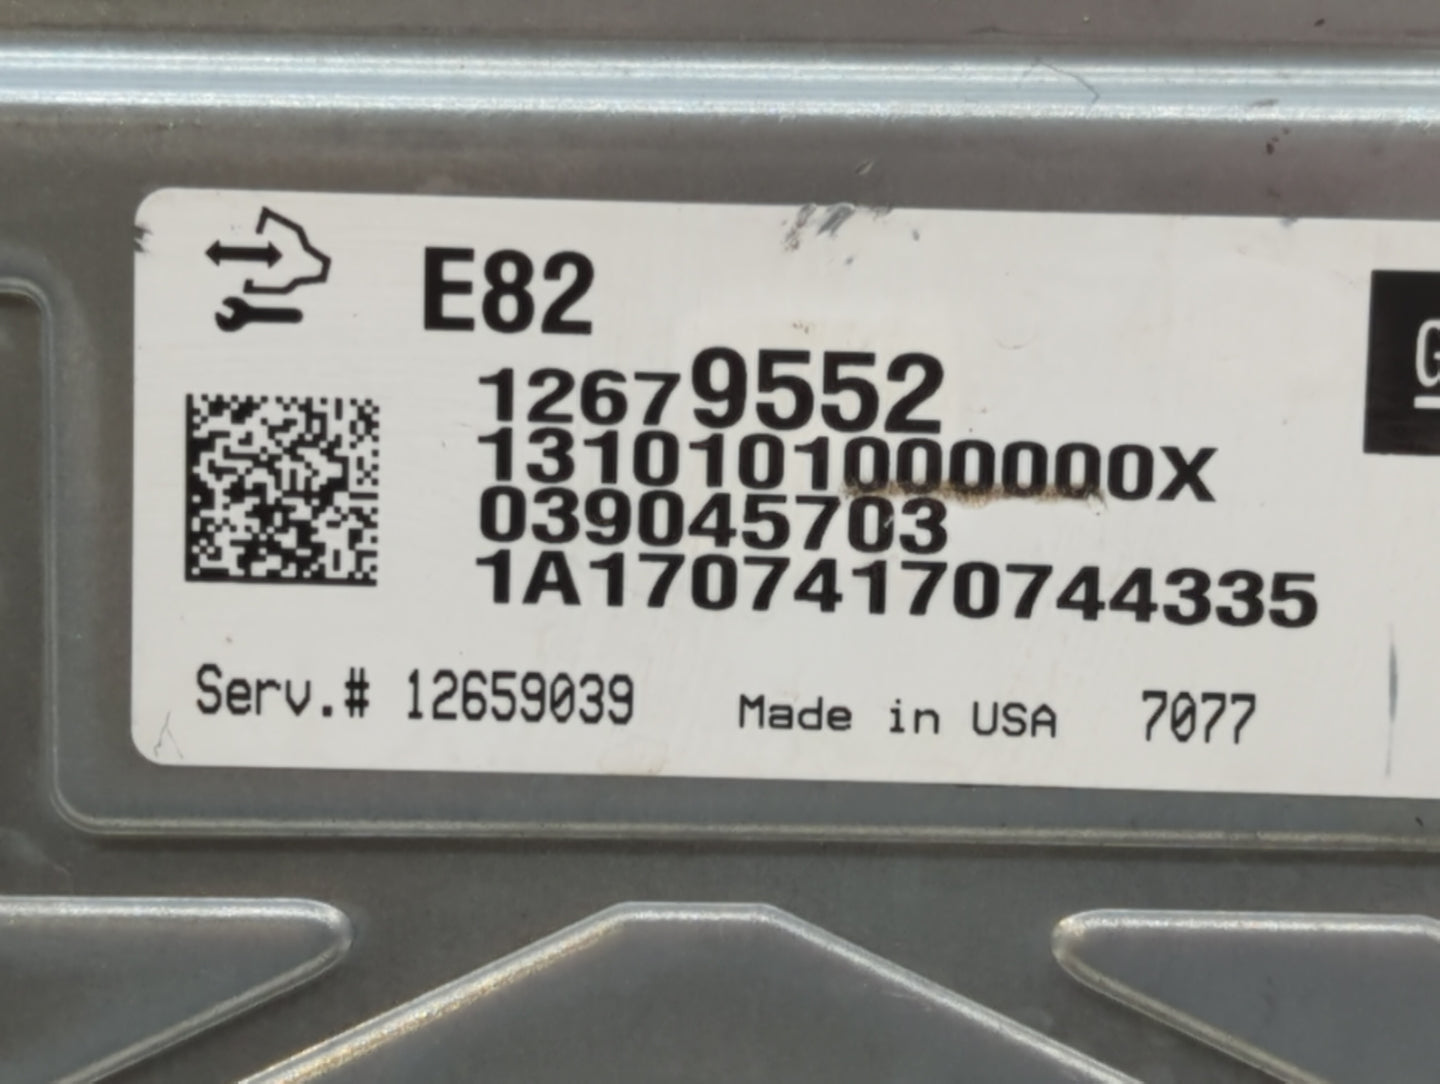 E82
12679552
1310101000000X
039045703
1A17074170744335
Serv.# 12659039 Made in USA 7077
G